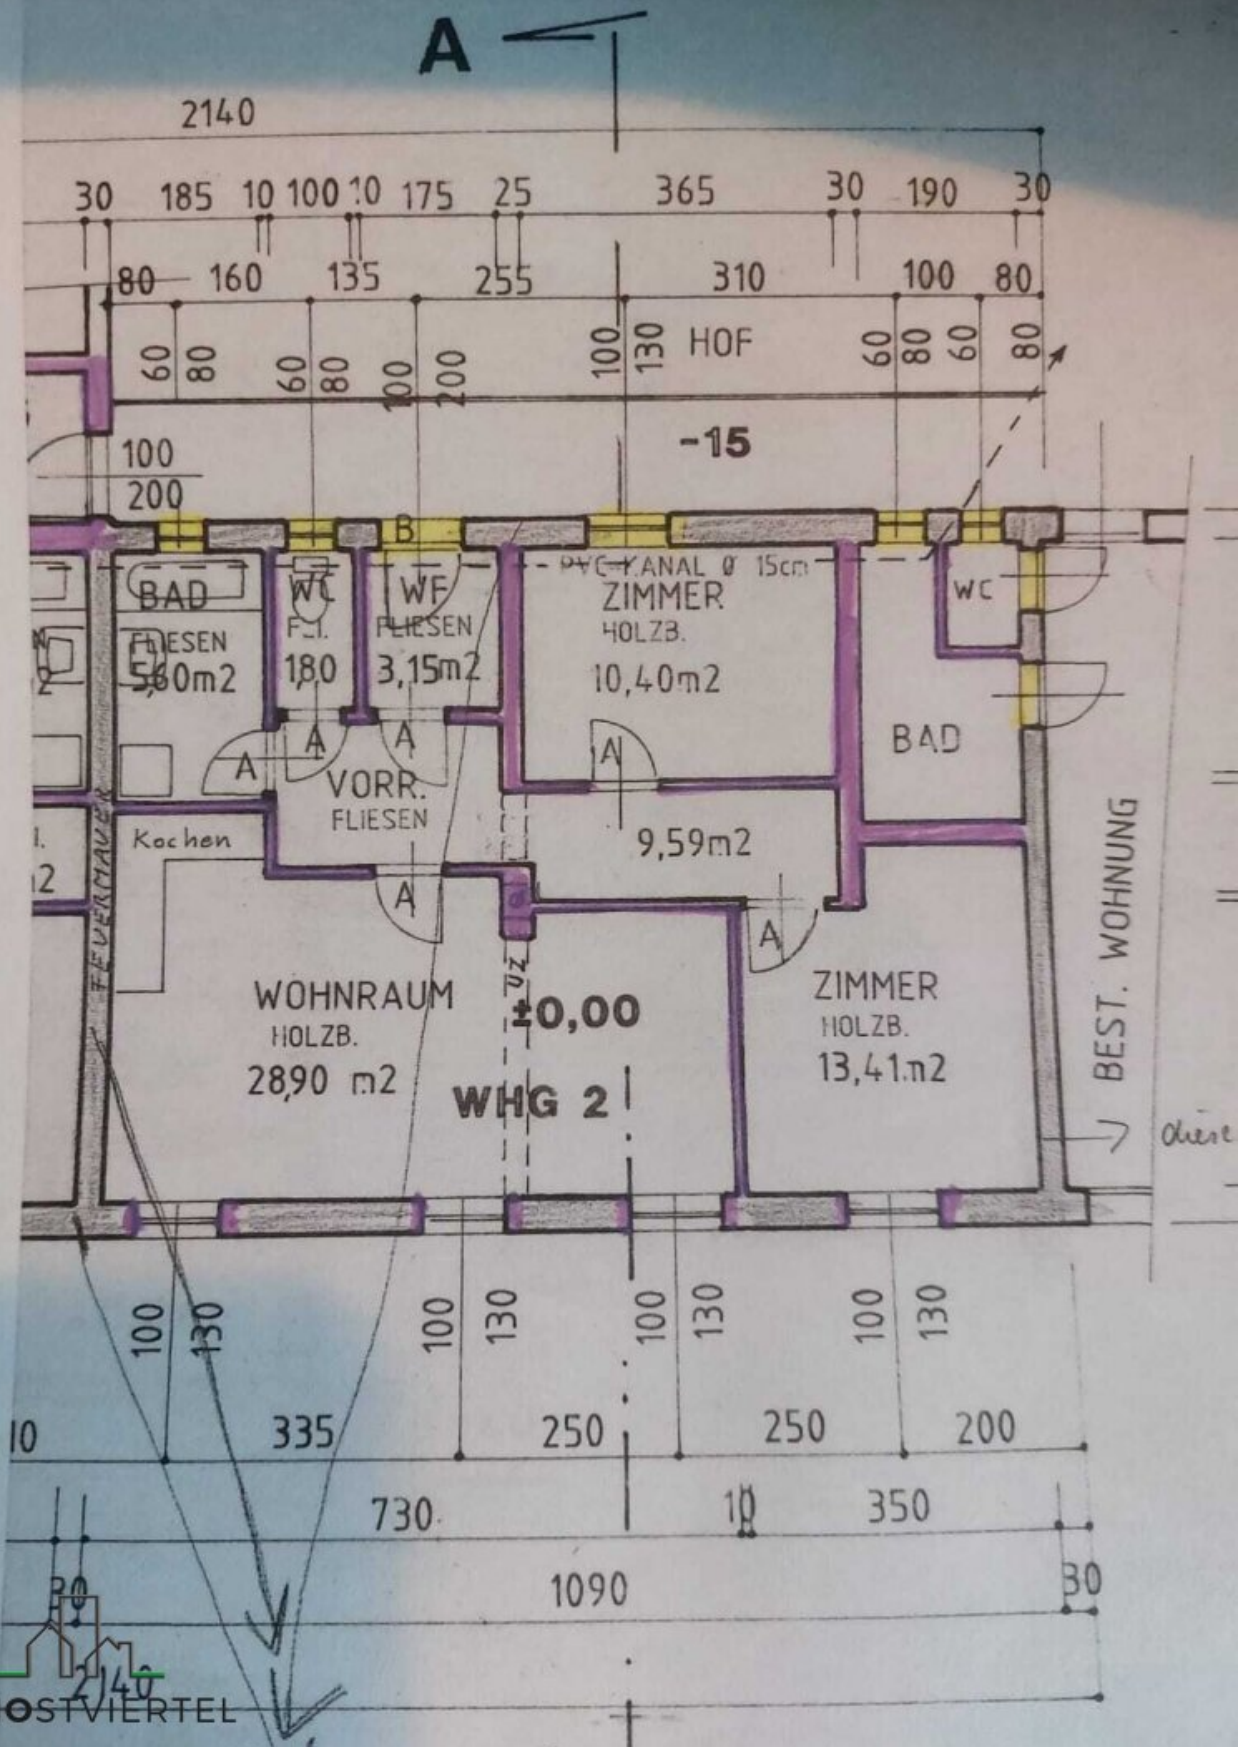 A
2140
30 185 10 100 10 175 25 365 30 190 30
80 160 135 255 310 100 80
60 80 60 80 100 200 100 130 HOF 60 80 60 80
-15
100
200
B
PVC-KANAL Ø 15cm
BAD WC WF ZIMMER WC
FLIESEN FLIESEN HOLZB.
5,60m2 1,80 3,15m2 10,40m2
BAD
A A A A
VORR.
FLIESEN
Kochen
9,59m2
FEUERMAUER
A A
BEST. WOHNUNG
WOHNRAUM
HOLZB.
28,90 m2
±0,00
ZIMMER
HOLZB.
13,41m2
WHG 2
diese
100 130 100 130 100 130 100 130
10 335 250 250 200
730 10 350
30 1090 30
2140
OSTVIERTEL